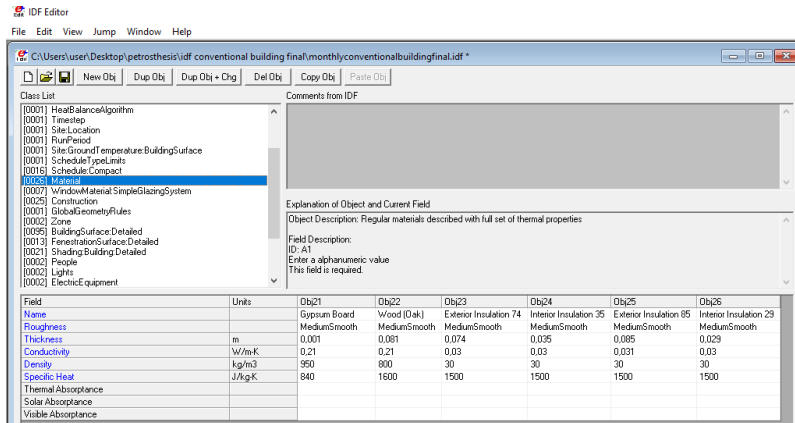 IDF Editor
File Edit View Jump Window Help
C:\Users\user\Desktop\petrosthesis\idf conventional building final\monthlyconventionalbuildingfinal.idf *
New Obj Dup Obj Dup Obj + Chg Del Obj Copy Obj Paste Obj
Class List
Comments from IDF
[0001] HeatBalanceAlgorithm
[0001] Timestep
[0001] Site:Location
[0001] RunPeriod
[0001] Site:GroundTemperature:BuildingSurface
[0001] ScheduleTypeLimits
[0016] Schedule:Compact
[0026] Material
[0007] WindowMaterial:SimpleGlazingSystem
[0025] Construction
[0001] GlobalGeometryRules
[0002] Zone
[0095] BuildingSurface:Detailed
[0013] FenestrationSurface:Detailed
[0021] Shading:Building:Detailed
[0002] People
[0002] Lights
[0002] ElectricEquipment
Explanation of Object and Current Field
Object Description: Regular materials described with full set of thermal properties
Field Description:
ID: A1
Enter a alphanumeric value
This field is required.
Field Units Obj21 Obj22 Obj23 Obj24 Obj25 Obj26
Name Gypsum Board Wood (Oak) Exterior Insulation 74 Interior Insulation 35 Exterior Insulation 85 Interior Insulation 29
Roughness MediumSmooth MediumSmooth MediumSmooth MediumSmooth MediumSmooth MediumSmooth
Thickness m 0,001 0,081 0,074 0,035 0,085 0,029
Conductivity W/m-K 0,21 0,21 0,03 0,03 0,031 0,03
Density kg/m3 950 800 30 30 30 30
Specific Heat J/kg-K 840 1600 1500 1500 1500 1500
Thermal Absorptance
Solar Absorptance
Visible Absorptance